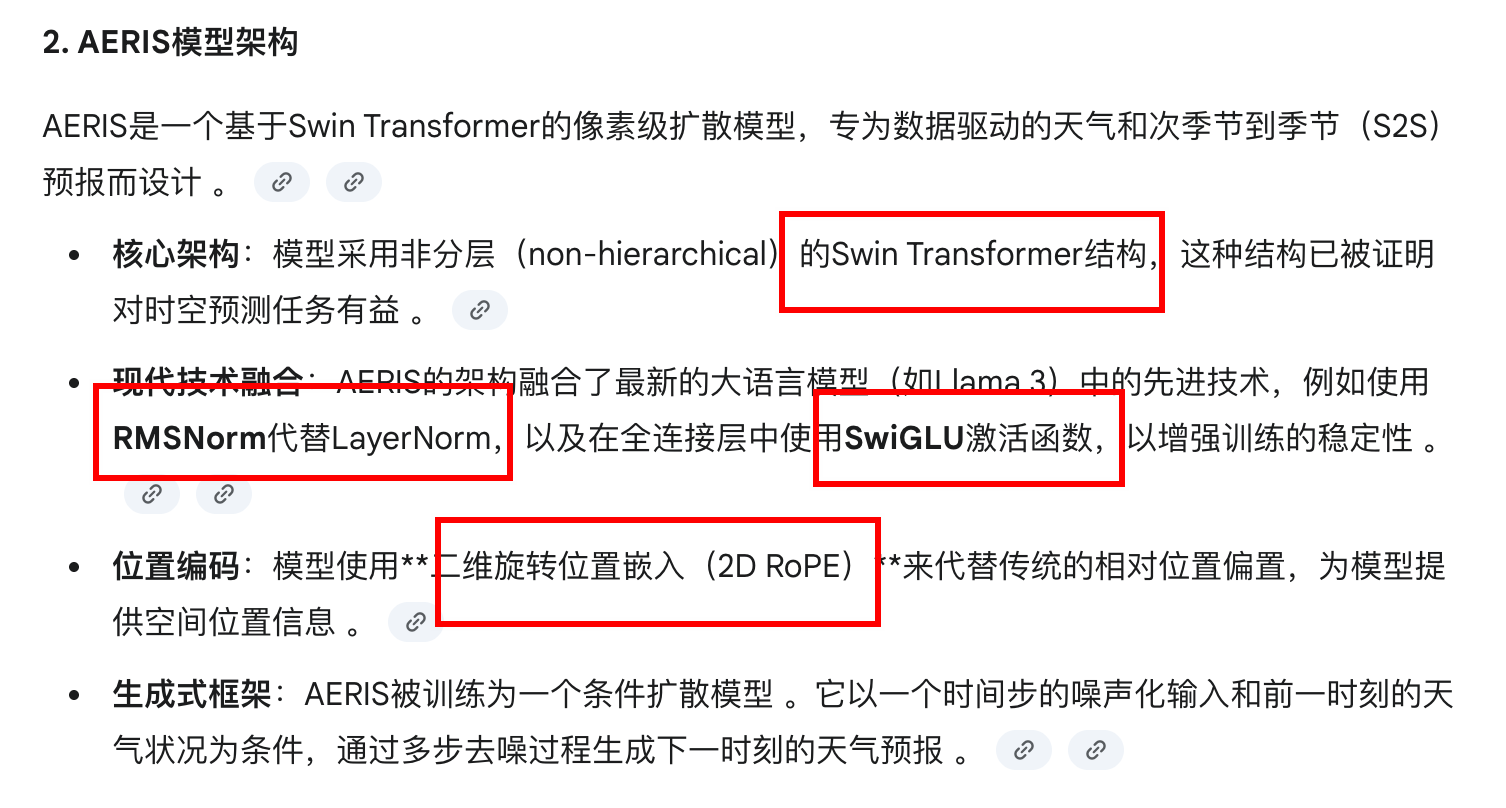 2. AERIS模型架构
AERIS是一个基于Swin Transformer的像素级扩散模型，专为数据驱动的天气和次季节到季节（S2S）
预报而设计 。
• 核心架构：模型采用非分层（non-hierarchical）的Swin Transformer结构，这种结构已被证明
对时空预测任务有益 。
• 现代技术融合：AERIS的架构融合了最新的大语言模型（如Llama 3）中的先进技术，例如使用
RMSNorm代替LayerNorm，以及在全连接层中使用SwiGLU激活函数，以增强训练的稳定性 。
• 位置编码：模型使用**二维旋转位置嵌入（2D RoPE）**来代替传统的相对位置偏置，为模型提
供空间位置信息 。
• 生成式框架：AERIS被训练为一个条件扩散模型 。它以一个时间步的噪声化输入和前一时刻的天
气状况为条件，通过多步去噪过程生成下一时刻的天气预报 。